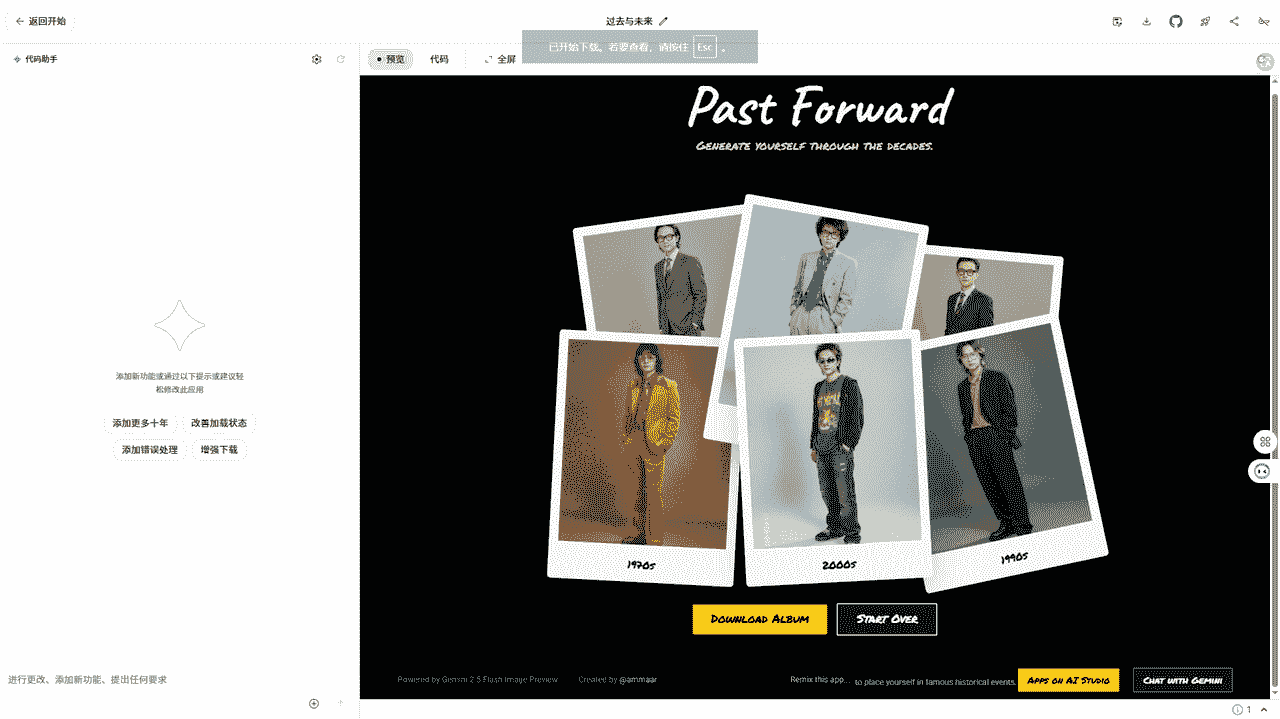 返回开始
过去与未来
已开始下载。若要查看，请按住 Esc 。
代码助手
预览
代码
全屏
Past Forward
Generate yourself through the decades.
添加新功能或通过以下提示或建议轻
松修改此应用
添加更多十年
改善加载状态
添加错误处理
增强下载
1970s
2000s
1990s
Download Album
Start Over
进行更改、添加新功能、提出任何要求
Powered by Gemini 2.5 Flash Image Preview
Created by @ammaar
Remix this app...
to place yourself in famous historical events.
Apps on AI Studio
Chat with Gemini
1